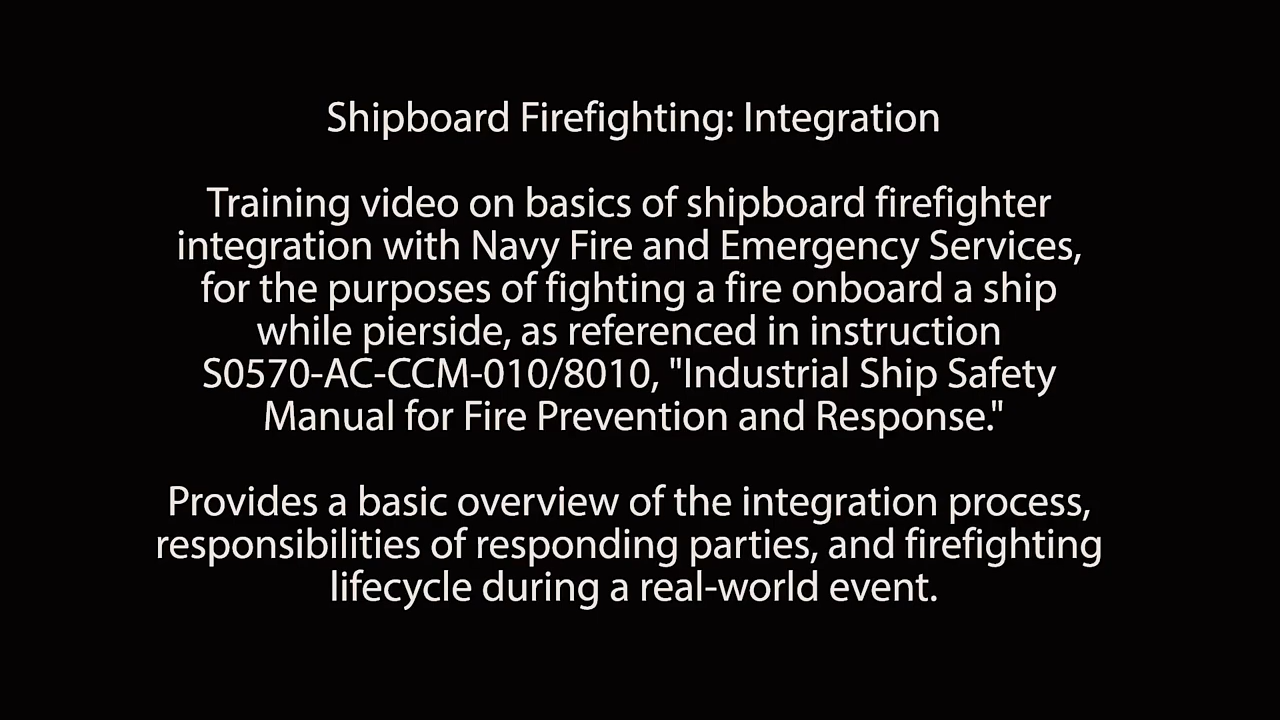 Shipboard Firefighting: Integration
Training video on basics of shipboard firefighter
integration with Navy Fire and Emergency Services,
for the purposes of fighting a fire onboard a ship
while pierside, as referenced in instruction
S0570-AC-CCM-010/8010, "Industrial Ship Safety
Manual for Fire Prevention and Response."
Provides a basic overview of the integration process,
responsibilities of responding parties, and firefighting
lifecycle during a real-world event.